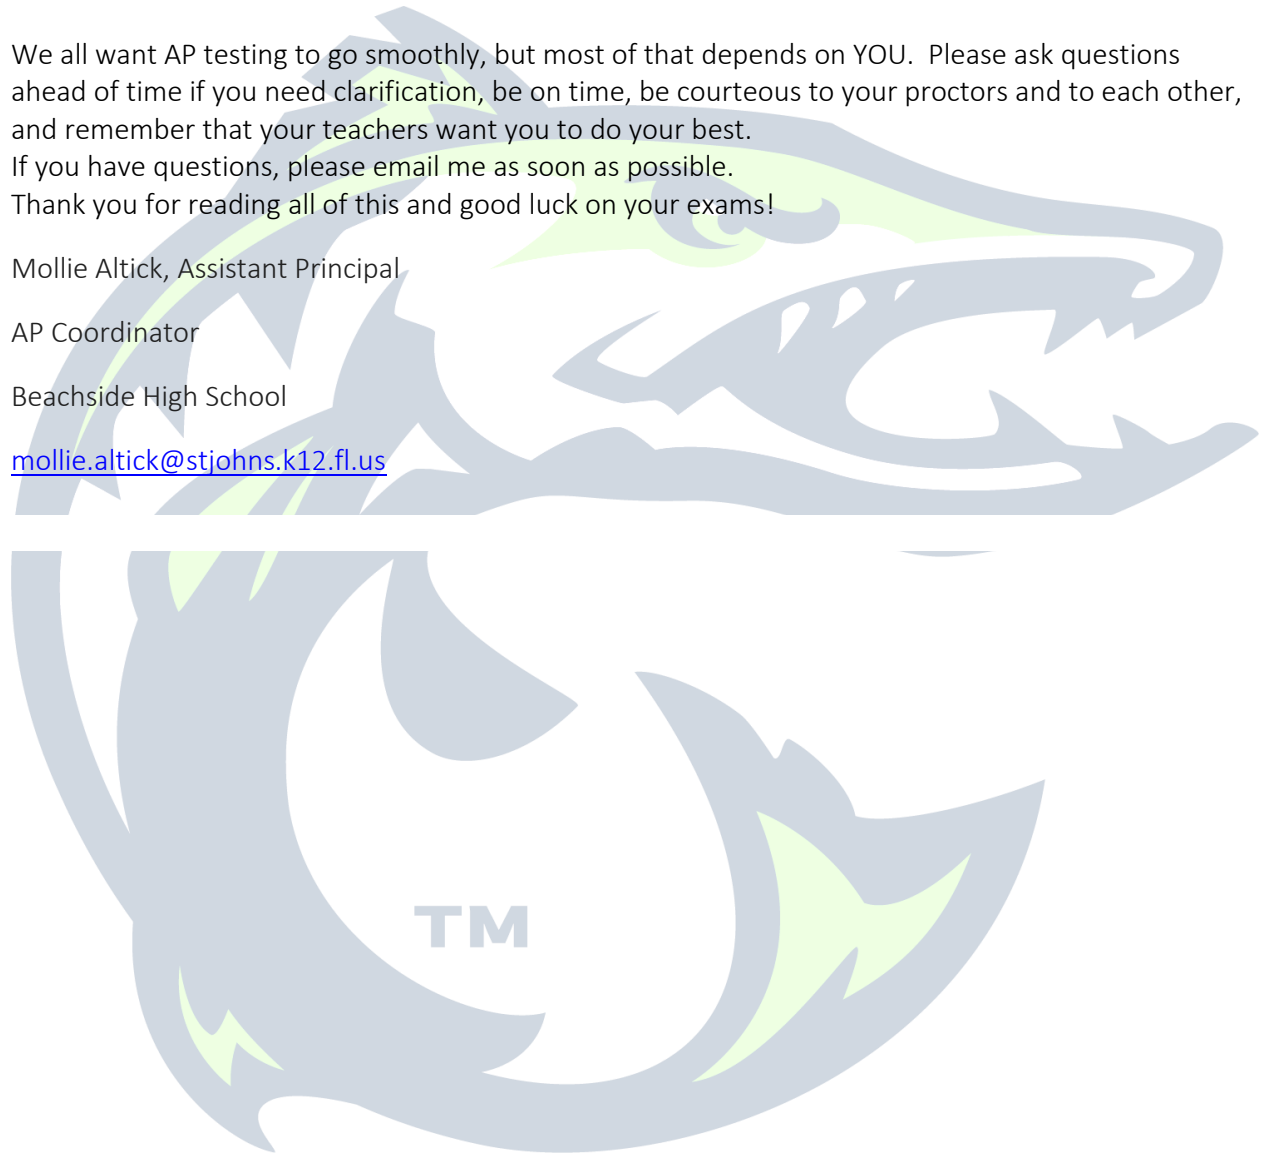 We all want AP testing to go smoothly, but most of that depends on YOU.  Please ask questions
ahead of time if you need clarification, be on time, be courteous to your proctors and to each other,
and remember that your teachers want you to do your best.
If you have questions, please email me as soon as possible.
Thank you for reading all of this and good luck on your exams!
Mollie Altick, Assistant Principal
AP Coordinator
Beachside High School
mollie.altick@stjohns.k12.fl.us
TM